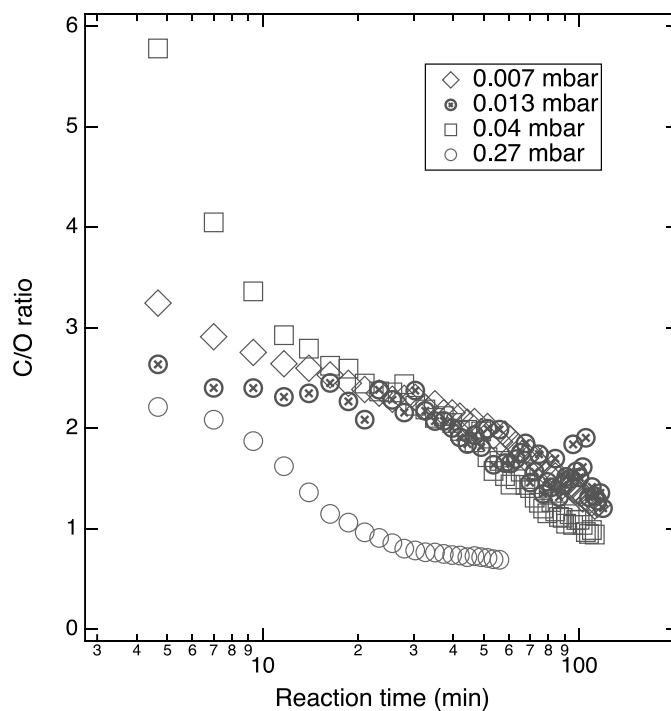 6
5
4
3
2
1
0
C/O ratio
0.007 mbar
0.013 mbar
0.04 mbar
0.27 mbar
3 4 5 6 7 8 9 10 2 3 4 5 6 7 8 9 100
Reaction time (min)